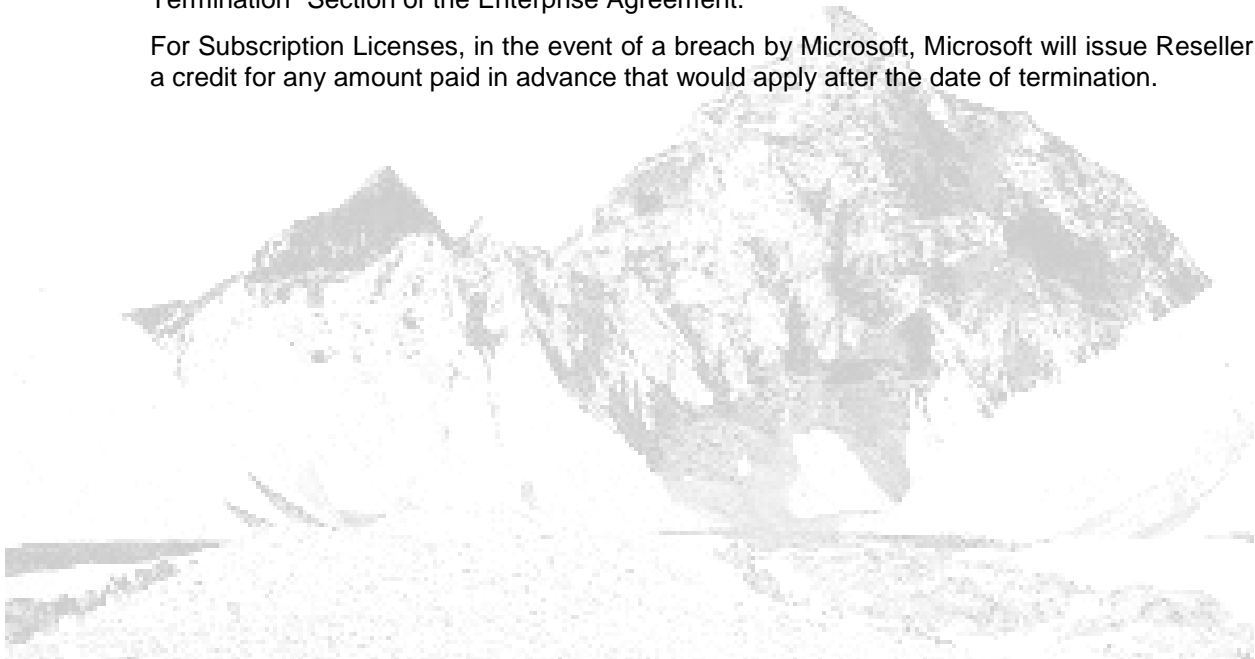 Termination" Section of the Enterprise Agreement.
For Subscription Licenses, in the event of a breach by Microsoft, Microsoft will issue Reseller
a credit for any amount paid in advance that would apply after the date of termination.